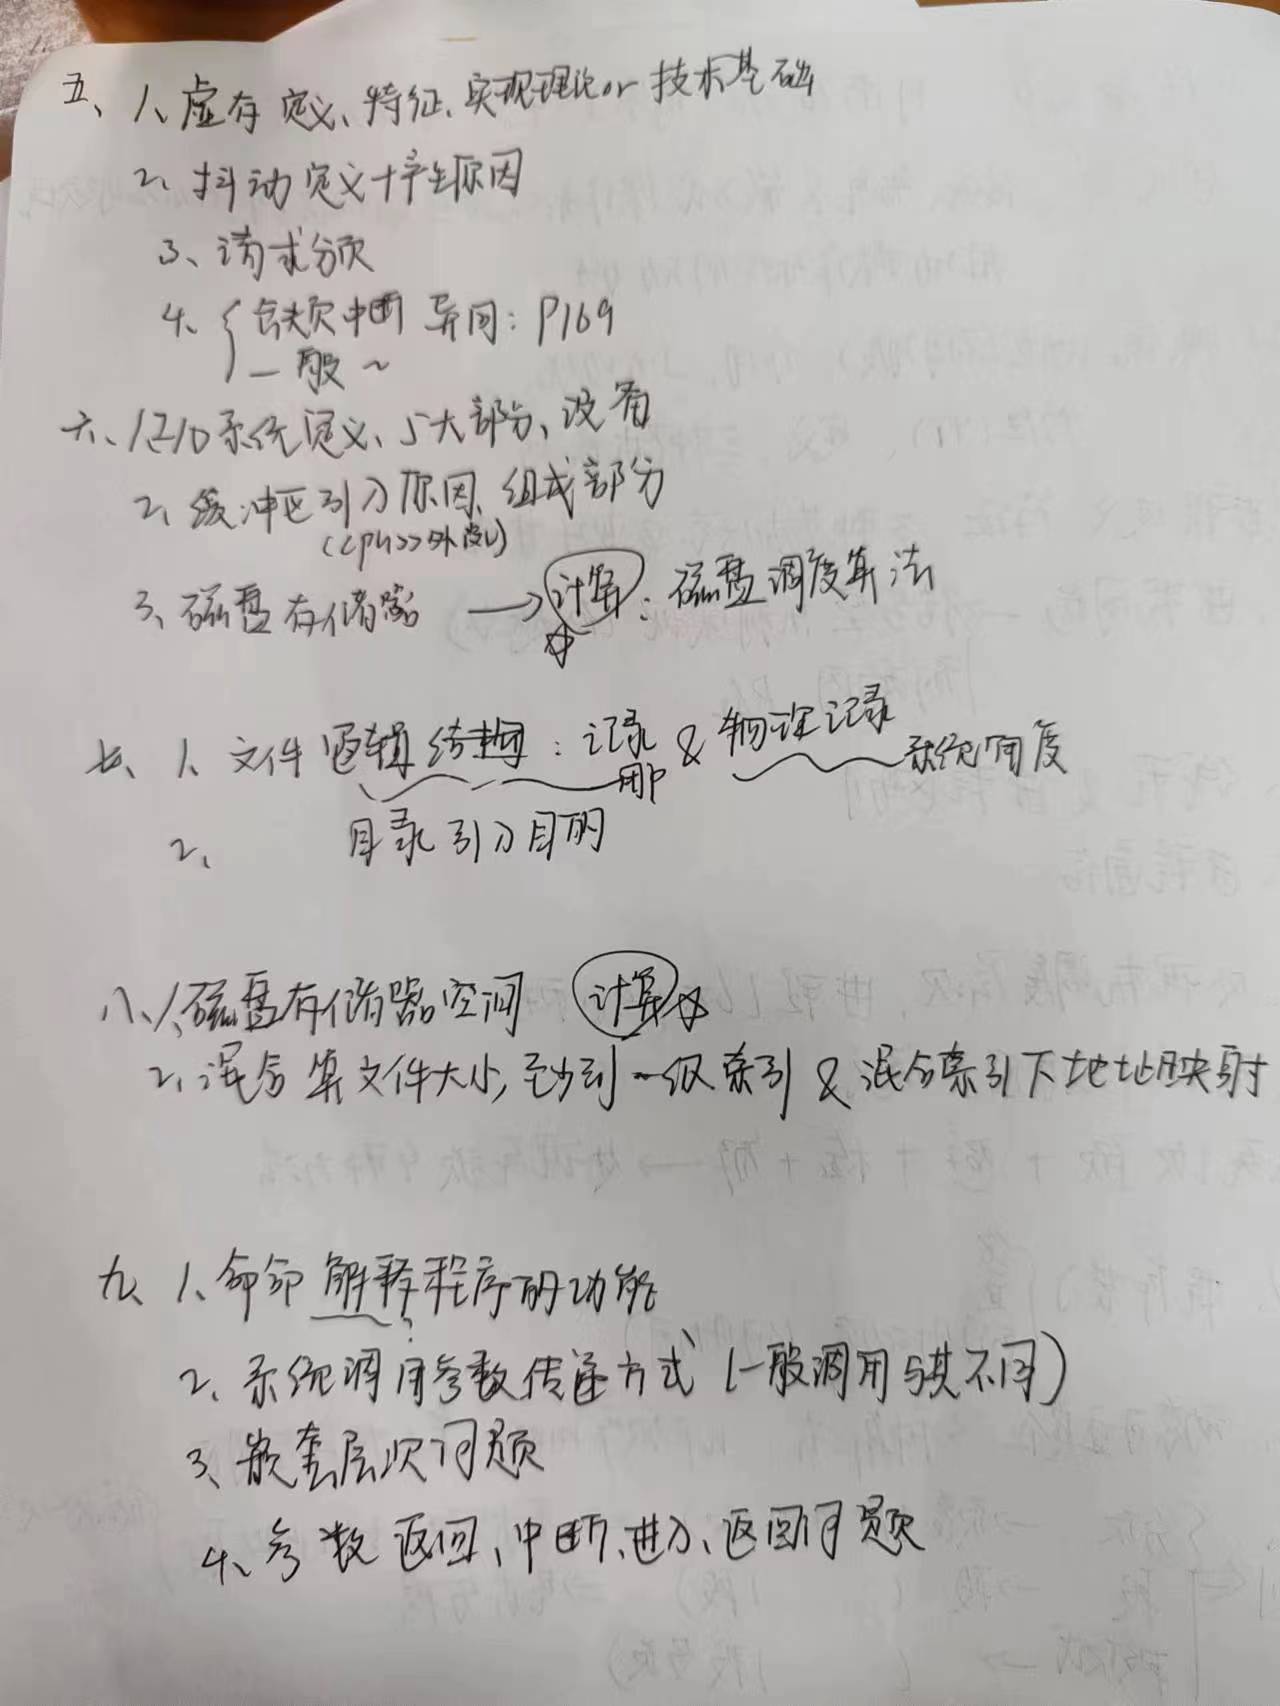 五、1、虚存定义、特征、实现理论or技术基础
2、抖动定义+产生原因
3、请求分页
4、{缺页中断 异同：P169
一般~
六、1、I/O系统定义、5大部分、设备
2、缓冲区引入原因、组成部分
(CPU>>外设)
3、磁盘存储器 → 计算：磁盘调度算法
☆
七、1、文件逻辑结构：记录 & 物理记录
用户 系统角度
2、 目录引入目的
八、1、磁盘存储器空间 计算☆
2、混合算文件大小，至少到一级索引 & 混合索引下地址映射
九、1、命命解释程序的功能
2、系统调用参数传递方式 (一般调用与其不同)
3、嵌套层次问题
4、参数返回、中断、进入、返回问题